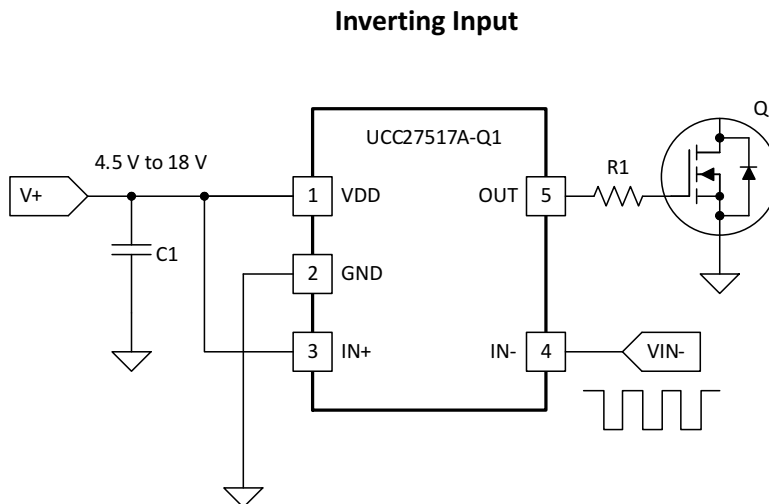 Inverting Input
UCC27517A-Q1
Q
4.5 V to 18 V
R1
V+
1
VDD
OUT
5
C1
2
GND
3
IN+
IN-
4
VIN-